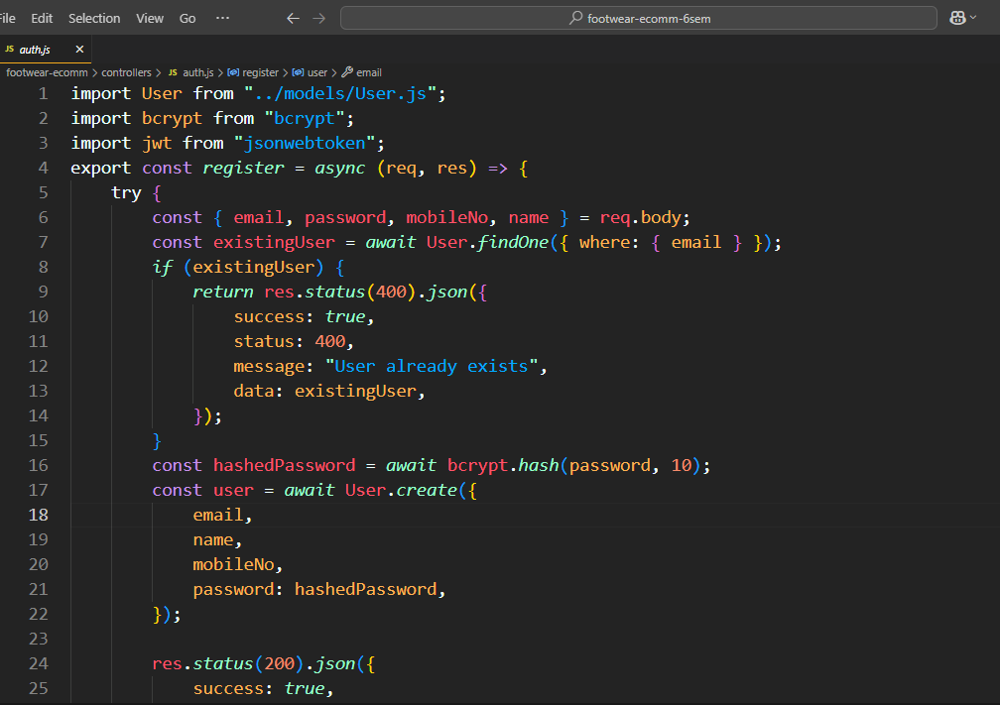 File Edit Selection View Go ··· footwear-ecomm-6sem
JS auth.js
footwear-ecomm > controllers > JS auth.js > register > user > email
1 import User from "../models/User.js";
2 import bcrypt from "bcrypt";
3 import jwt from "jsonwebtoken";
4 export const register = async (req, res) => {
5 try {
6 const { email, password, mobileNo, name } = req.body;
7 const existingUser = await User.findOne({ where: { email } });
8 if (existingUser) {
9 return res.status(400).json({
10 success: true,
11 status: 400,
12 message: "User already exists",
13 data: existingUser,
14 });
15 }
16 const hashedPassword = await bcrypt.hash(password, 10);
17 const user = await User.create({
18 email,
19 name,
20 mobileNo,
21 password: hashedPassword,
22 });
23
24 res.status(200).json({
25 success: true,